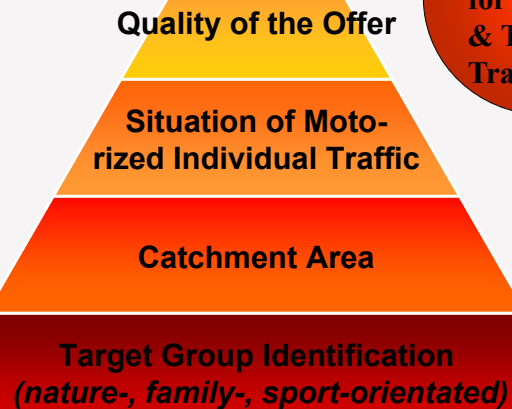 Quality of the Offer
for
&
Situation of Moto-
rized Individual Traffic
Catchment Area
Target Group Identification
(nature-, family-, sport-orientated)